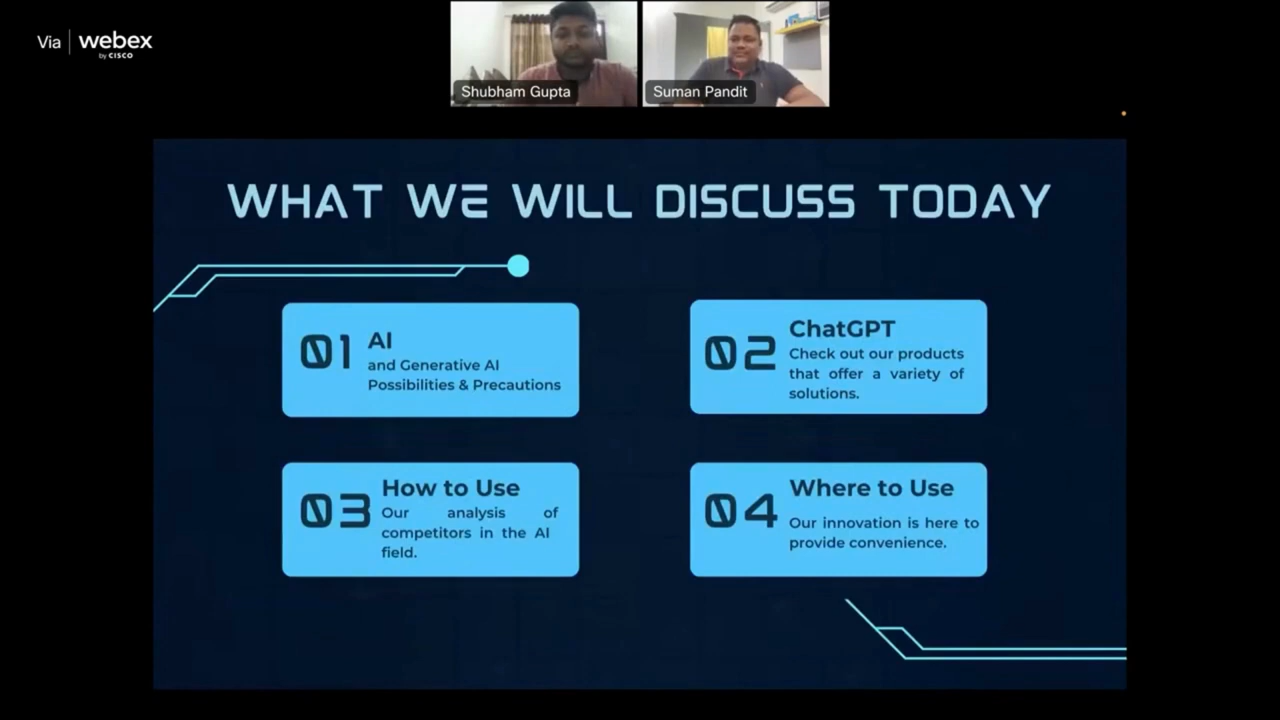 Via webex
by CISCO
Shubham Gupta
Suman Pandit
WHAT WE WILL DISCUSS TODAY
01 AI
and Generative AI
Possibilities & Precautions
02 ChatGPT
Check out our products
that offer a variety of
solutions.
03 How to Use
Our analysis of
competitors in the AI
field.
04 Where to Use
Our innovation is here to
provide convenience.